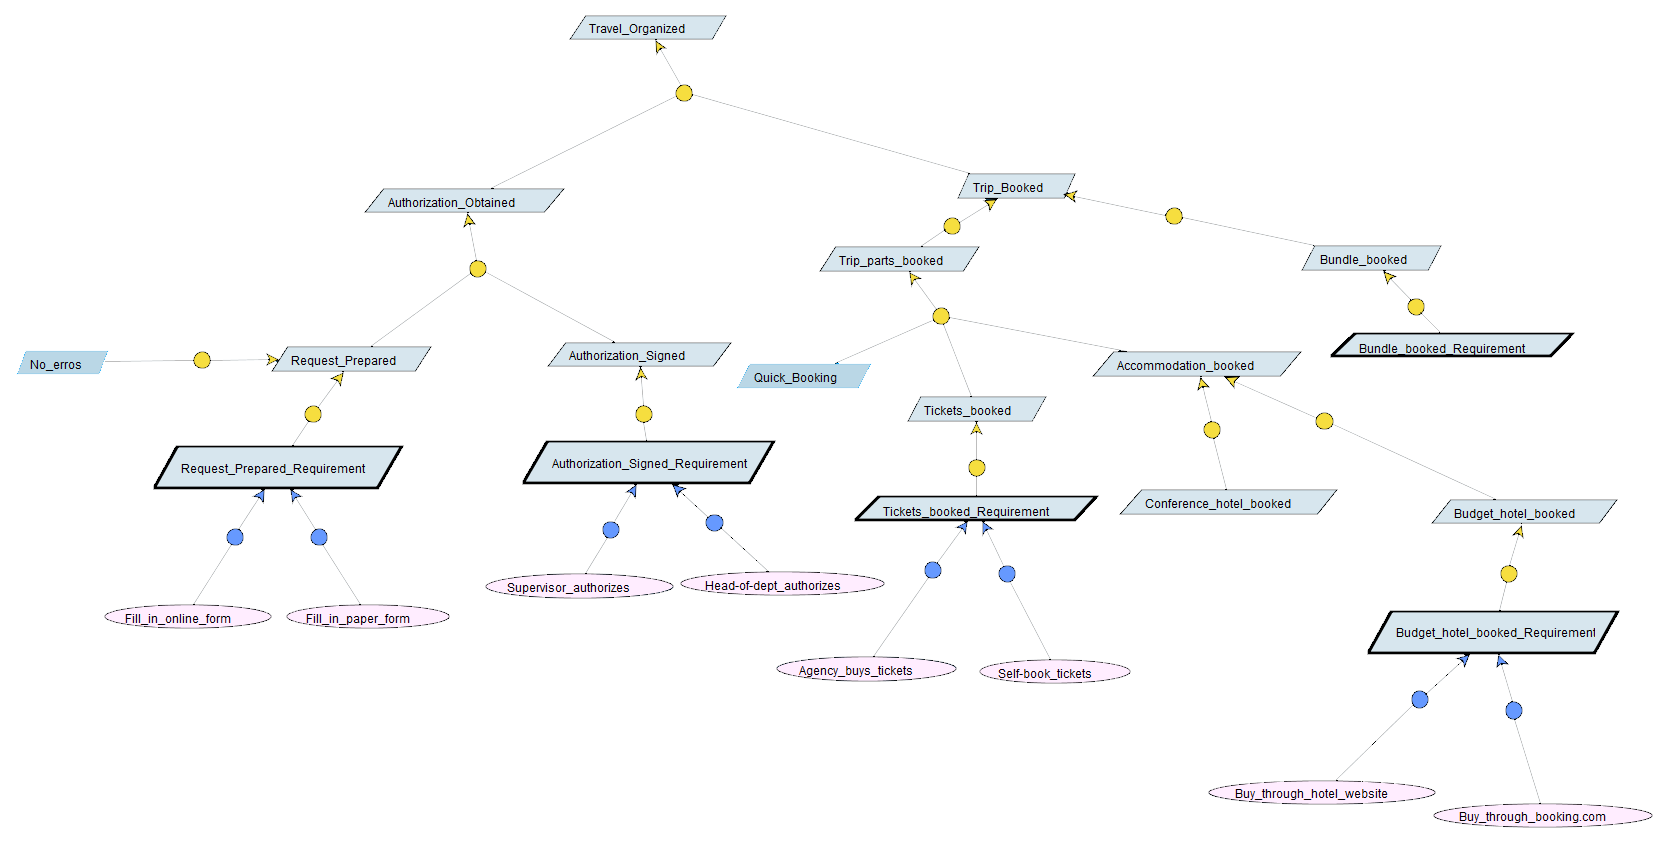 Travel_Organized
Trip_Booked
Authorization_Obtained
Trip_parts_booked
Bundle_booked
Bundle_booked_Requirement
No_erros
Request_Prepared
Authorization_Signed
Quick_Booking
Accommodation_booked
Tickets_booked
Request_Prepared_Requirement
Authorization_Signed_Requirement
Tickets_booked_Requirement
Conference_hotel_booked
Budget_hotel_booked
Supervisor_authorizes
Head-of-dept_authorizes
Fill_in_online_form
Fill_in_paper_form
Budget_hotel_booked_Requirement
Agency_buys_tickets
Self-book_tickets
Buy_through_hotel_website
Buy_through_booking.com